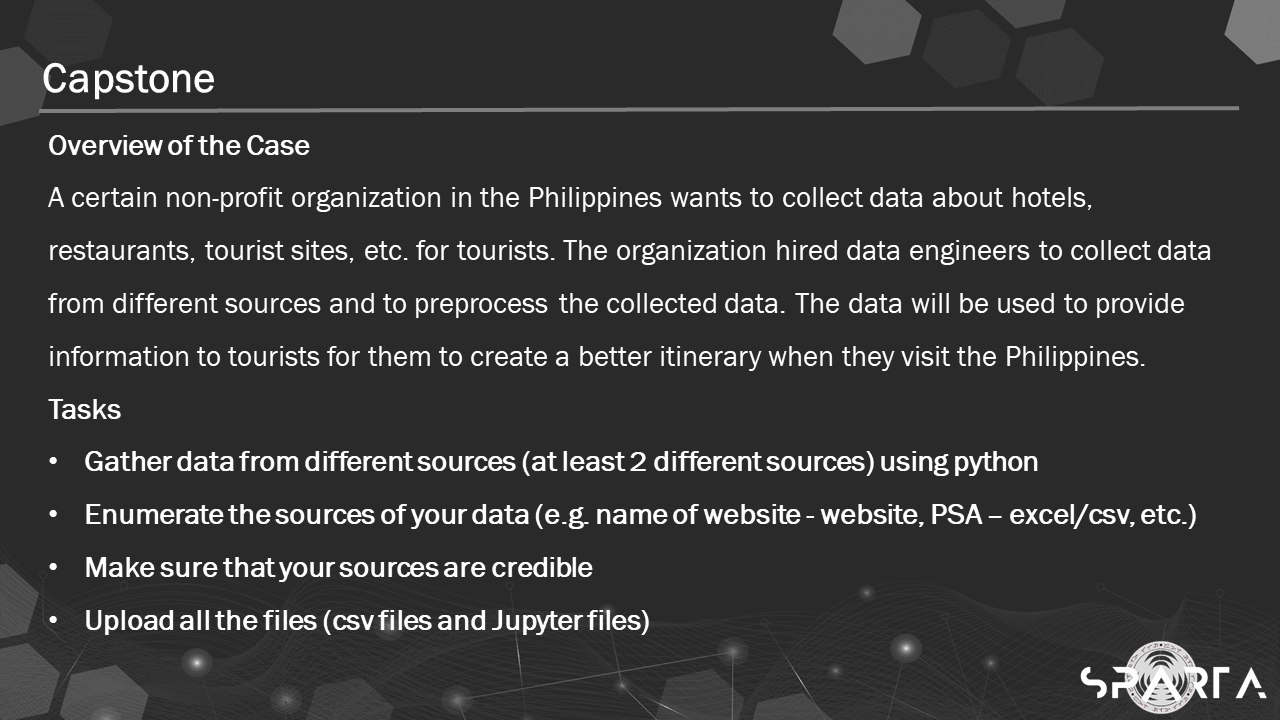 Capstone
Overview of the Case
A certain non-profit organization in the Philippines wants to collect data about hotels,
restaurants, tourist sites, etc. for tourists. The organization hired data engineers to collect data
from different sources and to preprocess the collected data. The data will be used to provide
information to tourists for them to create a better itinerary when they visit the Philippines.
Tasks
• Gather data from different sources (at least 2 different sources) using python
• Enumerate the sources of your data (e.g. name of website - website, PSA – excel/csv, etc.)
• Make sure that your sources are credible
• Upload all the files (csv files and Jupyter files)
SPARTA